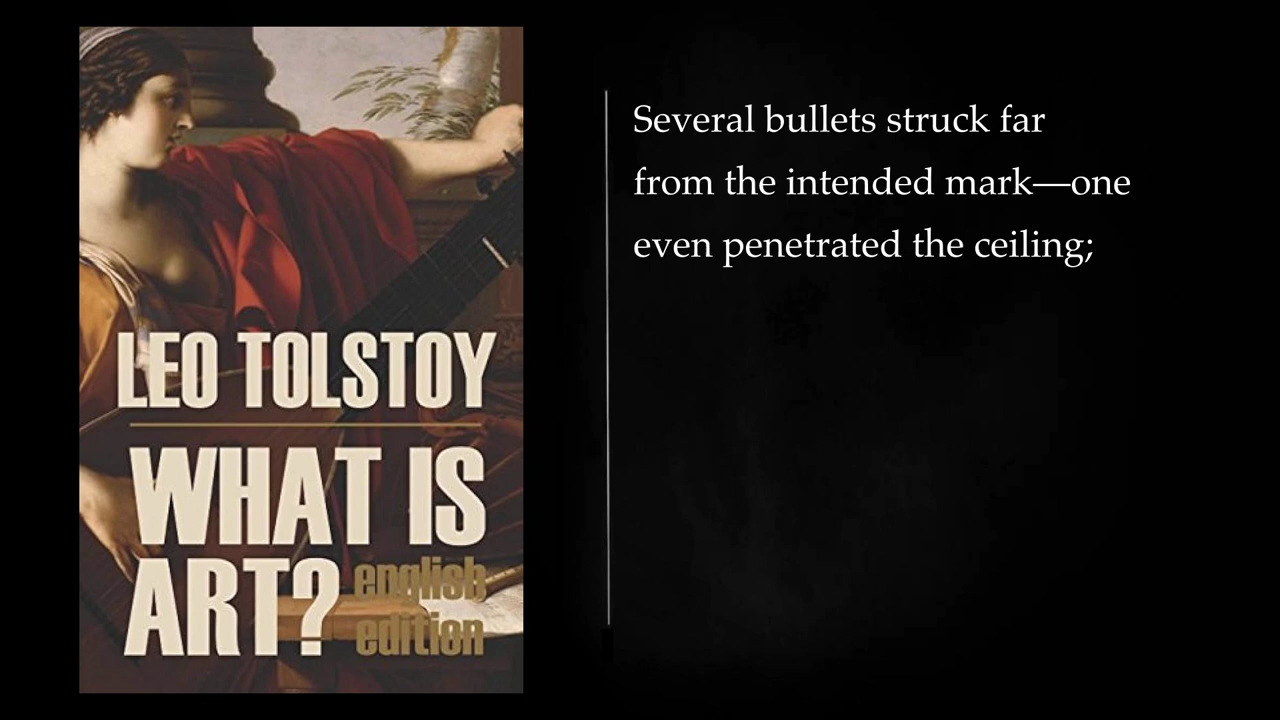 LEO TOLSTOY
WHAT IS
ART?
english
edition
Several bullets struck far
from the intended mark—one
even penetrated the ceiling;